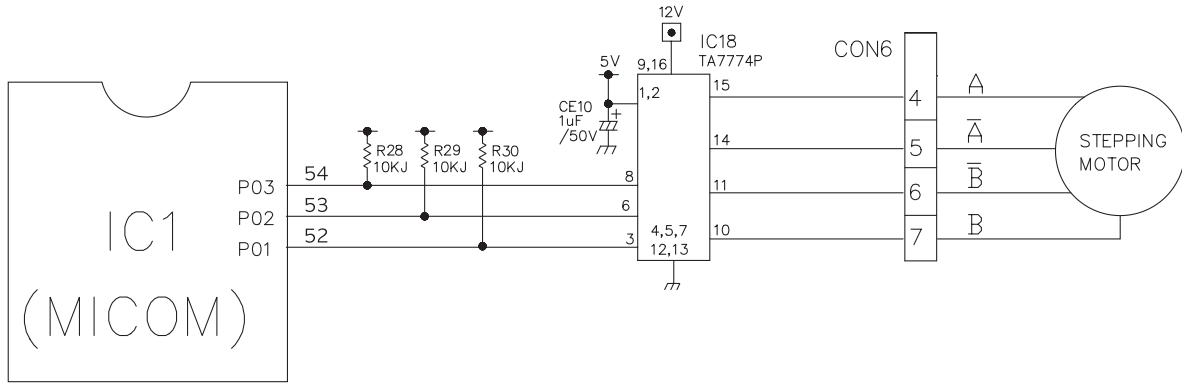 12V
IC18
TA7774P
CON6
5V
9,16
1,2
15
CE10
1uF
/50V
+
4
A
14
5
A̅
STEPPING
MOTOR
R28
10KJ
R29
10KJ
R30
10KJ
P03
54
8
11
6
B̅
P02
53
6
IC1
P01
52
3
4,5,7
12,13
10
7
B
(MICOM)